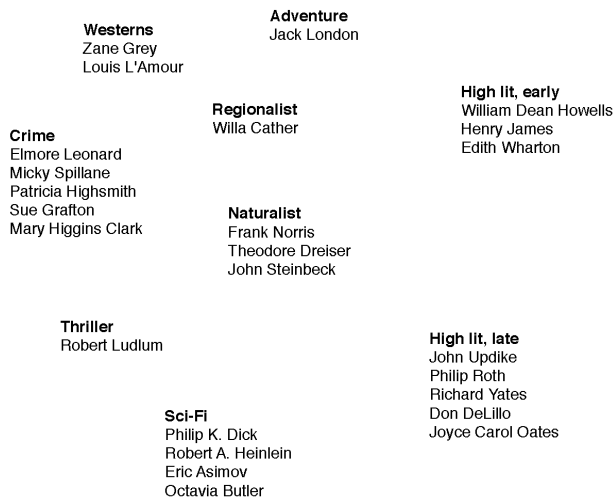 Adventure
Jack London
Westerns
Zane Grey
Louis L'Amour
High lit, early
William Dean Howells
Henry James
Edith Wharton
Regionalist
Willa Cather
Crime
Elmore Leonard
Micky Spillane
Patricia Highsmith
Sue Grafton
Mary Higgins Clark
Naturalist
Frank Norris
Theodore Dreiser
John Steinbeck
Thriller
Robert Ludlum
High lit, late
John Updike
Philip Roth
Richard Yates
Don DeLillo
Joyce Carol Oates
Sci-Fi
Philip K. Dick
Robert A. Heinlein
Eric Asimov
Octavia Butler